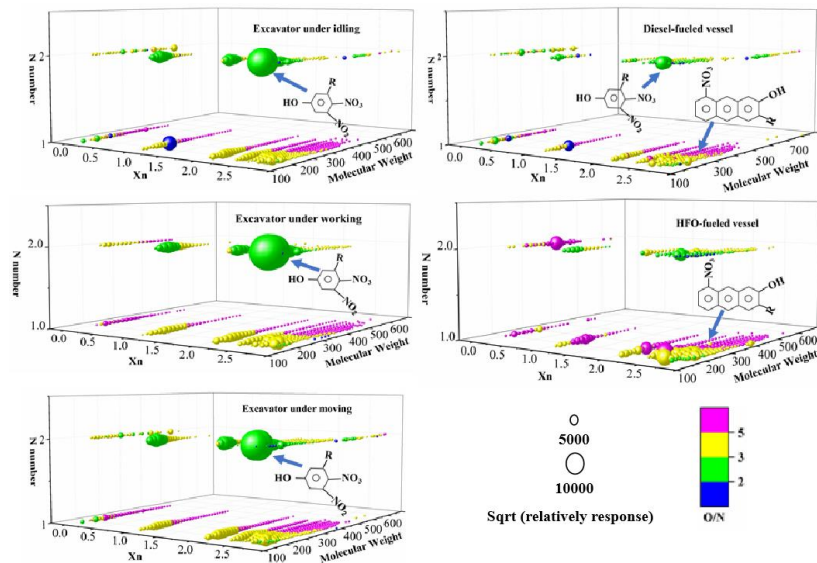 Excavator under idling
N number
2
1
0.0
0.5
1.0
1.5
2.0
2.5
Xn
100
200
300
400
500
600
Molecular Weight
R
HO
NO₃
NO₂
Diesel-fueled vessel
N number
2
1
0.0
0.5
1.0
1.5
2.0
2.5
Xn
100
300
500
700
Molecular Weight
R
HO
NO₃
NO₂
NO₃
OH
R
Excavator under working
N number
2.0
1.0
0.0
0.5
1.0
1.5
2.0
2.5
Xn
100
200
300
400
500
600
Molecular Weight
R
HO
NO₃
NO₂
HFO-fueled vessel
N number
2.0
1.0
0.0
0.5
1.0
1.5
2.0
2.5
Xn
100
200
300
400
500
600
Molecular Weight
NO₃
OH
R
Excavator under moving
N number
2
1
0.0
0.5
1.0
1.5
2.0
2.5
Xn
100
200
300
400
500
600
Molecular Weight
R
HO
NO₃
NO₂
5000
10000
Sqrt (relatively response)
5
3
2
O/N